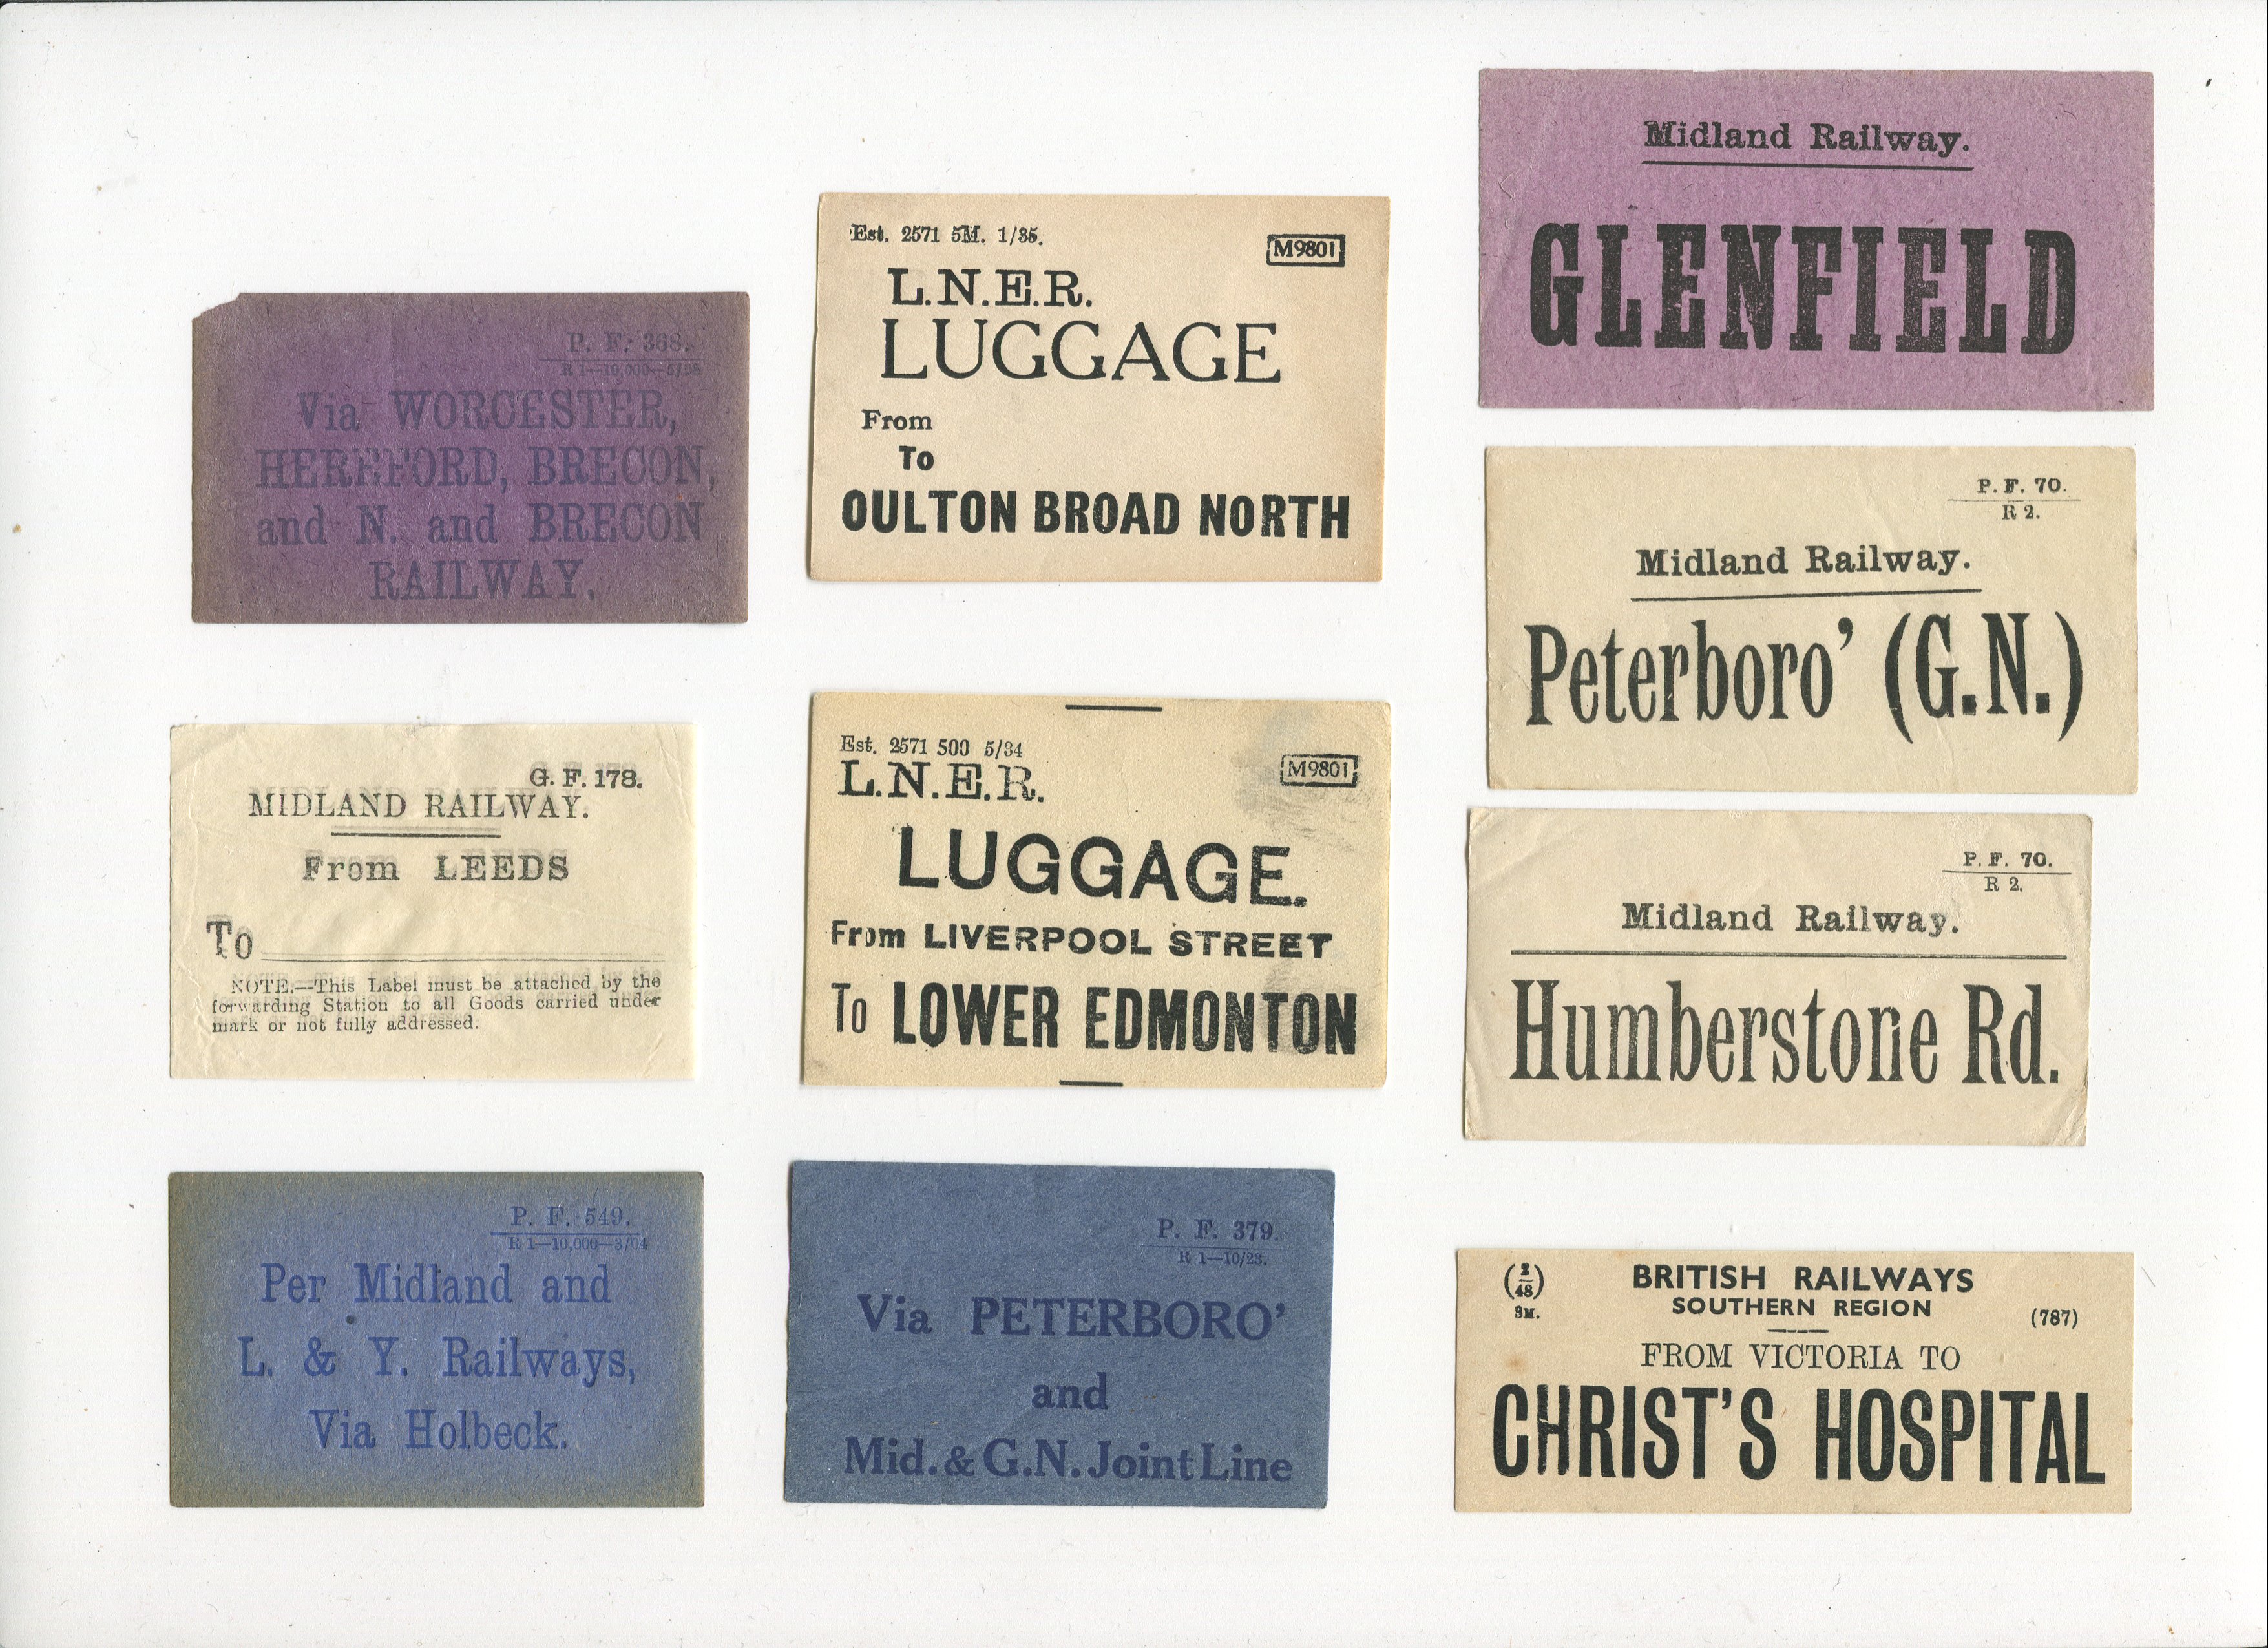 P. F. 368.
R 1—10,000—5/08
Via WORCESTER,
HEREFORD, BRECON,
and N. and BRECON
RAILWAY.
G. F. 178.
MIDLAND RAILWAY.
From LEEDS
To
NOTE.—This Label must be attached by the
forwarding Station to all Goods carried under
mark or not fully addressed.
P. F. 549.
R 1—10,000—3/04
Per Midland and
L. & Y. Railways,
Via Holbeck.
Est. 2571 5M. 1/35.
M9801
L.N.E.R.
LUGGAGE
From
To
OULTON BROAD NORTH
Est. 2571 500 5/34
M9801
L.N.E.R.
LUGGAGE.
From LIVERPOOL STREET
To LOWER EDMONTON
P. F. 379.
R 1—10/23.
Via PETERBORO'
and
Mid. & G.N. Joint Line
Midland Railway.
GLENFIELD
P. F. 70.
R 2.
Midland Railway.
Peterboro' (G.N.)
P. F. 70.
R 2.
Midland Railway.
Humberstone Rd.
(2/48)
3M.
BRITISH RAILWAYS
SOUTHERN REGION
(787)
FROM VICTORIA TO
CHRIST'S HOSPITAL